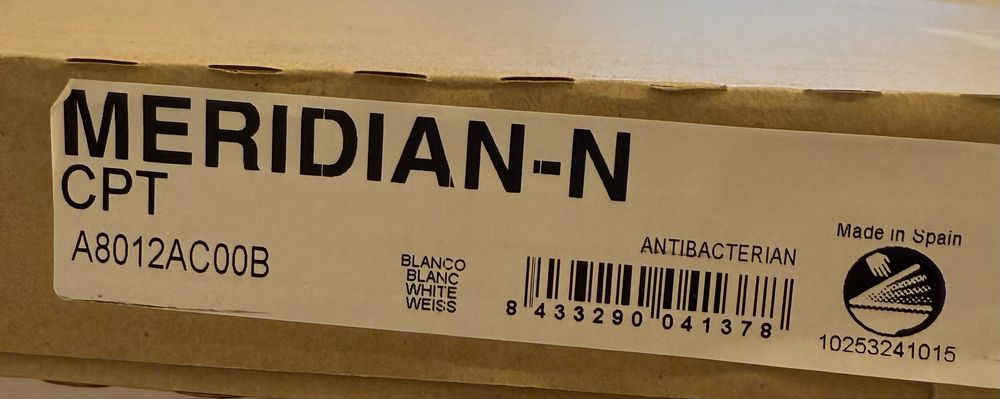 MERIDIAN-N
CPT
A8012AC00B
BLANCO
BLANC
WHITE
WEISS
ANTIBACTERIAN
8 433290 041378
Made in Spain
10253241015